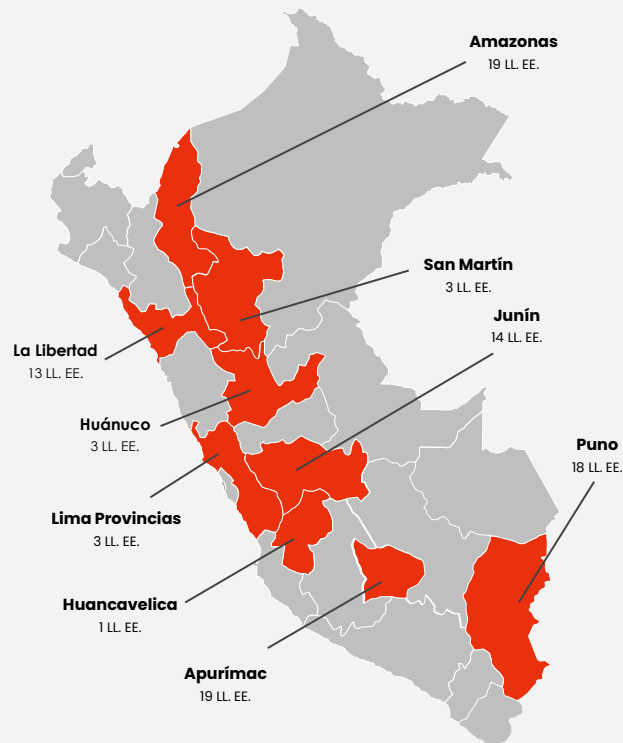 Amazonas
19 LL. EE.
San Martín
3 LL. EE.
Junín
14 LL. EE.
La Libertad
13 LL. EE.
Huánuco
3 LL. EE.
Puno
18 LL. EE.
Lima Provincias
3 LL. EE.
Huancavelica
1 LL. EE.
Apurímac
19 LL. EE.